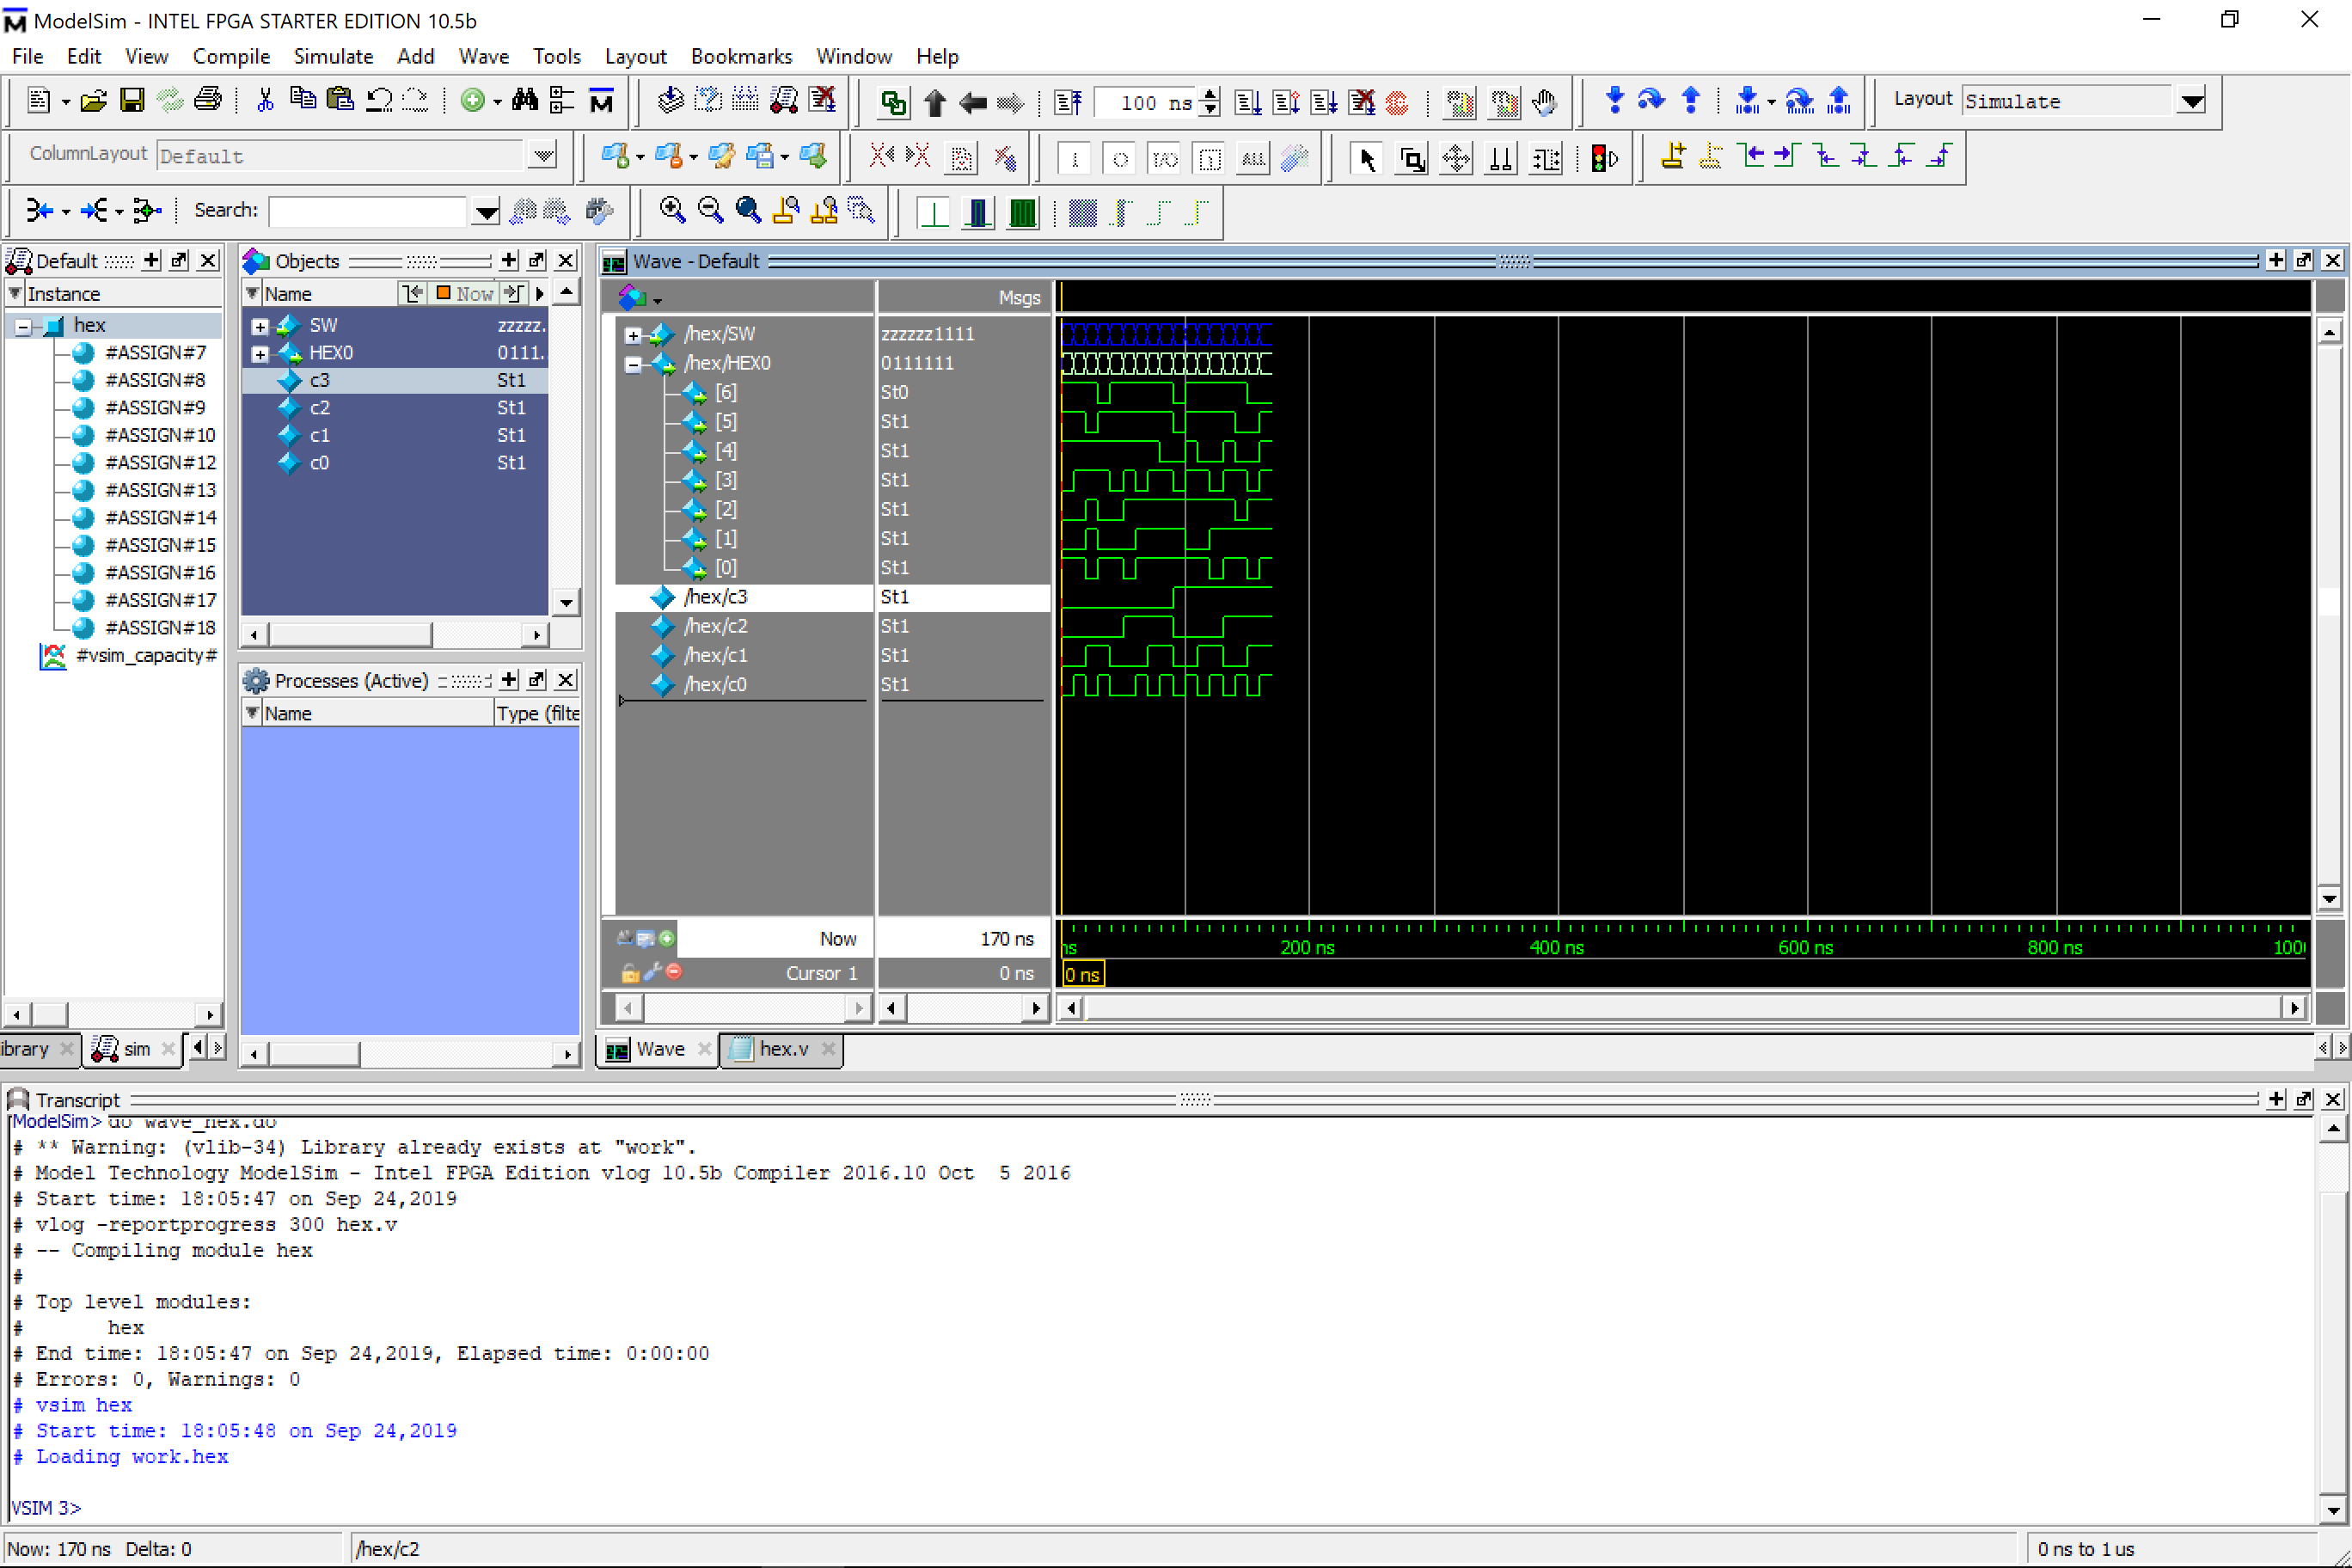 ModelSim - INTEL FPGA STARTER EDITION 10.5b
File Edit View Compile Simulate Add Wave Tools Layout Bookmarks Window Help
100 ns
Layout Simulate
ColumnLayout Default
ALL
Search:
Default
Instance
hex
#ASSIGN#7
#ASSIGN#8
#ASSIGN#9
#ASSIGN#10
#ASSIGN#12
#ASSIGN#13
#ASSIGN#14
#ASSIGN#15
#ASSIGN#16
#ASSIGN#17
#ASSIGN#18
#vsim_capacity#
ibrary
sim
Objects
Name Now
SW zzzzz.
HEX0 0111..
c3 St1
c2 St1
c1 St1
c0 St1
Processes (Active)
Name Type (filte
Wave - Default
Msgs
/hex/SW zzzzzz1111
/hex/HEX0 0111111
[6] St0
[5] St1
[4] St1
[3] St1
[2] St1
[1] St1
[0] St1
/hex/c3 St1
/hex/c2 St1
/hex/c1 St1
/hex/c0 St1
Now 170 ns
ns 200 ns 400 ns 600 ns 800 ns 100
Cursor 1 0 ns
0 ns
Wave
hex.v
Transcript
ModelSim> do wave_hex.do
# ** Warning: (vlib-34) Library already exists at "work".
# Model Technology ModelSim - Intel FPGA Edition vlog 10.5b Compiler 2016.10 Oct  5 2016
# Start time: 18:05:47 on Sep 24,2019
# vlog -reportprogress 300 hex.v
# -- Compiling module hex
#
# Top level modules:
#       hex
# End time: 18:05:47 on Sep 24,2019, Elapsed time: 0:00:00
# Errors: 0, Warnings: 0
# vsim hex
# Start time: 18:05:48 on Sep 24,2019
# Loading work.hex
VSIM 3>
Now: 170 ns Delta: 0
/hex/c2
0 ns to 1 us